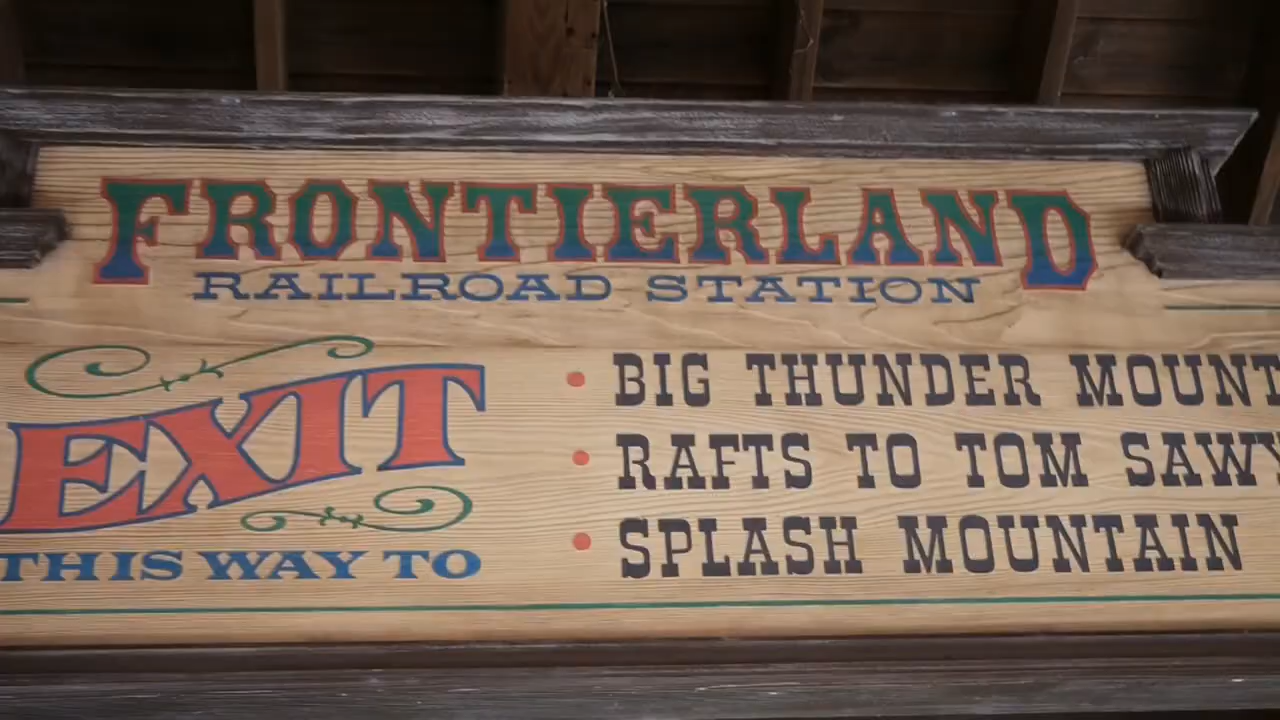 FRONTIERLAND
RAILROAD STATION
EXIT
THIS WAY TO
BIG THUNDER MOUNT
RAFTS TO TOM SAWY
SPLASH MOUNTAIN